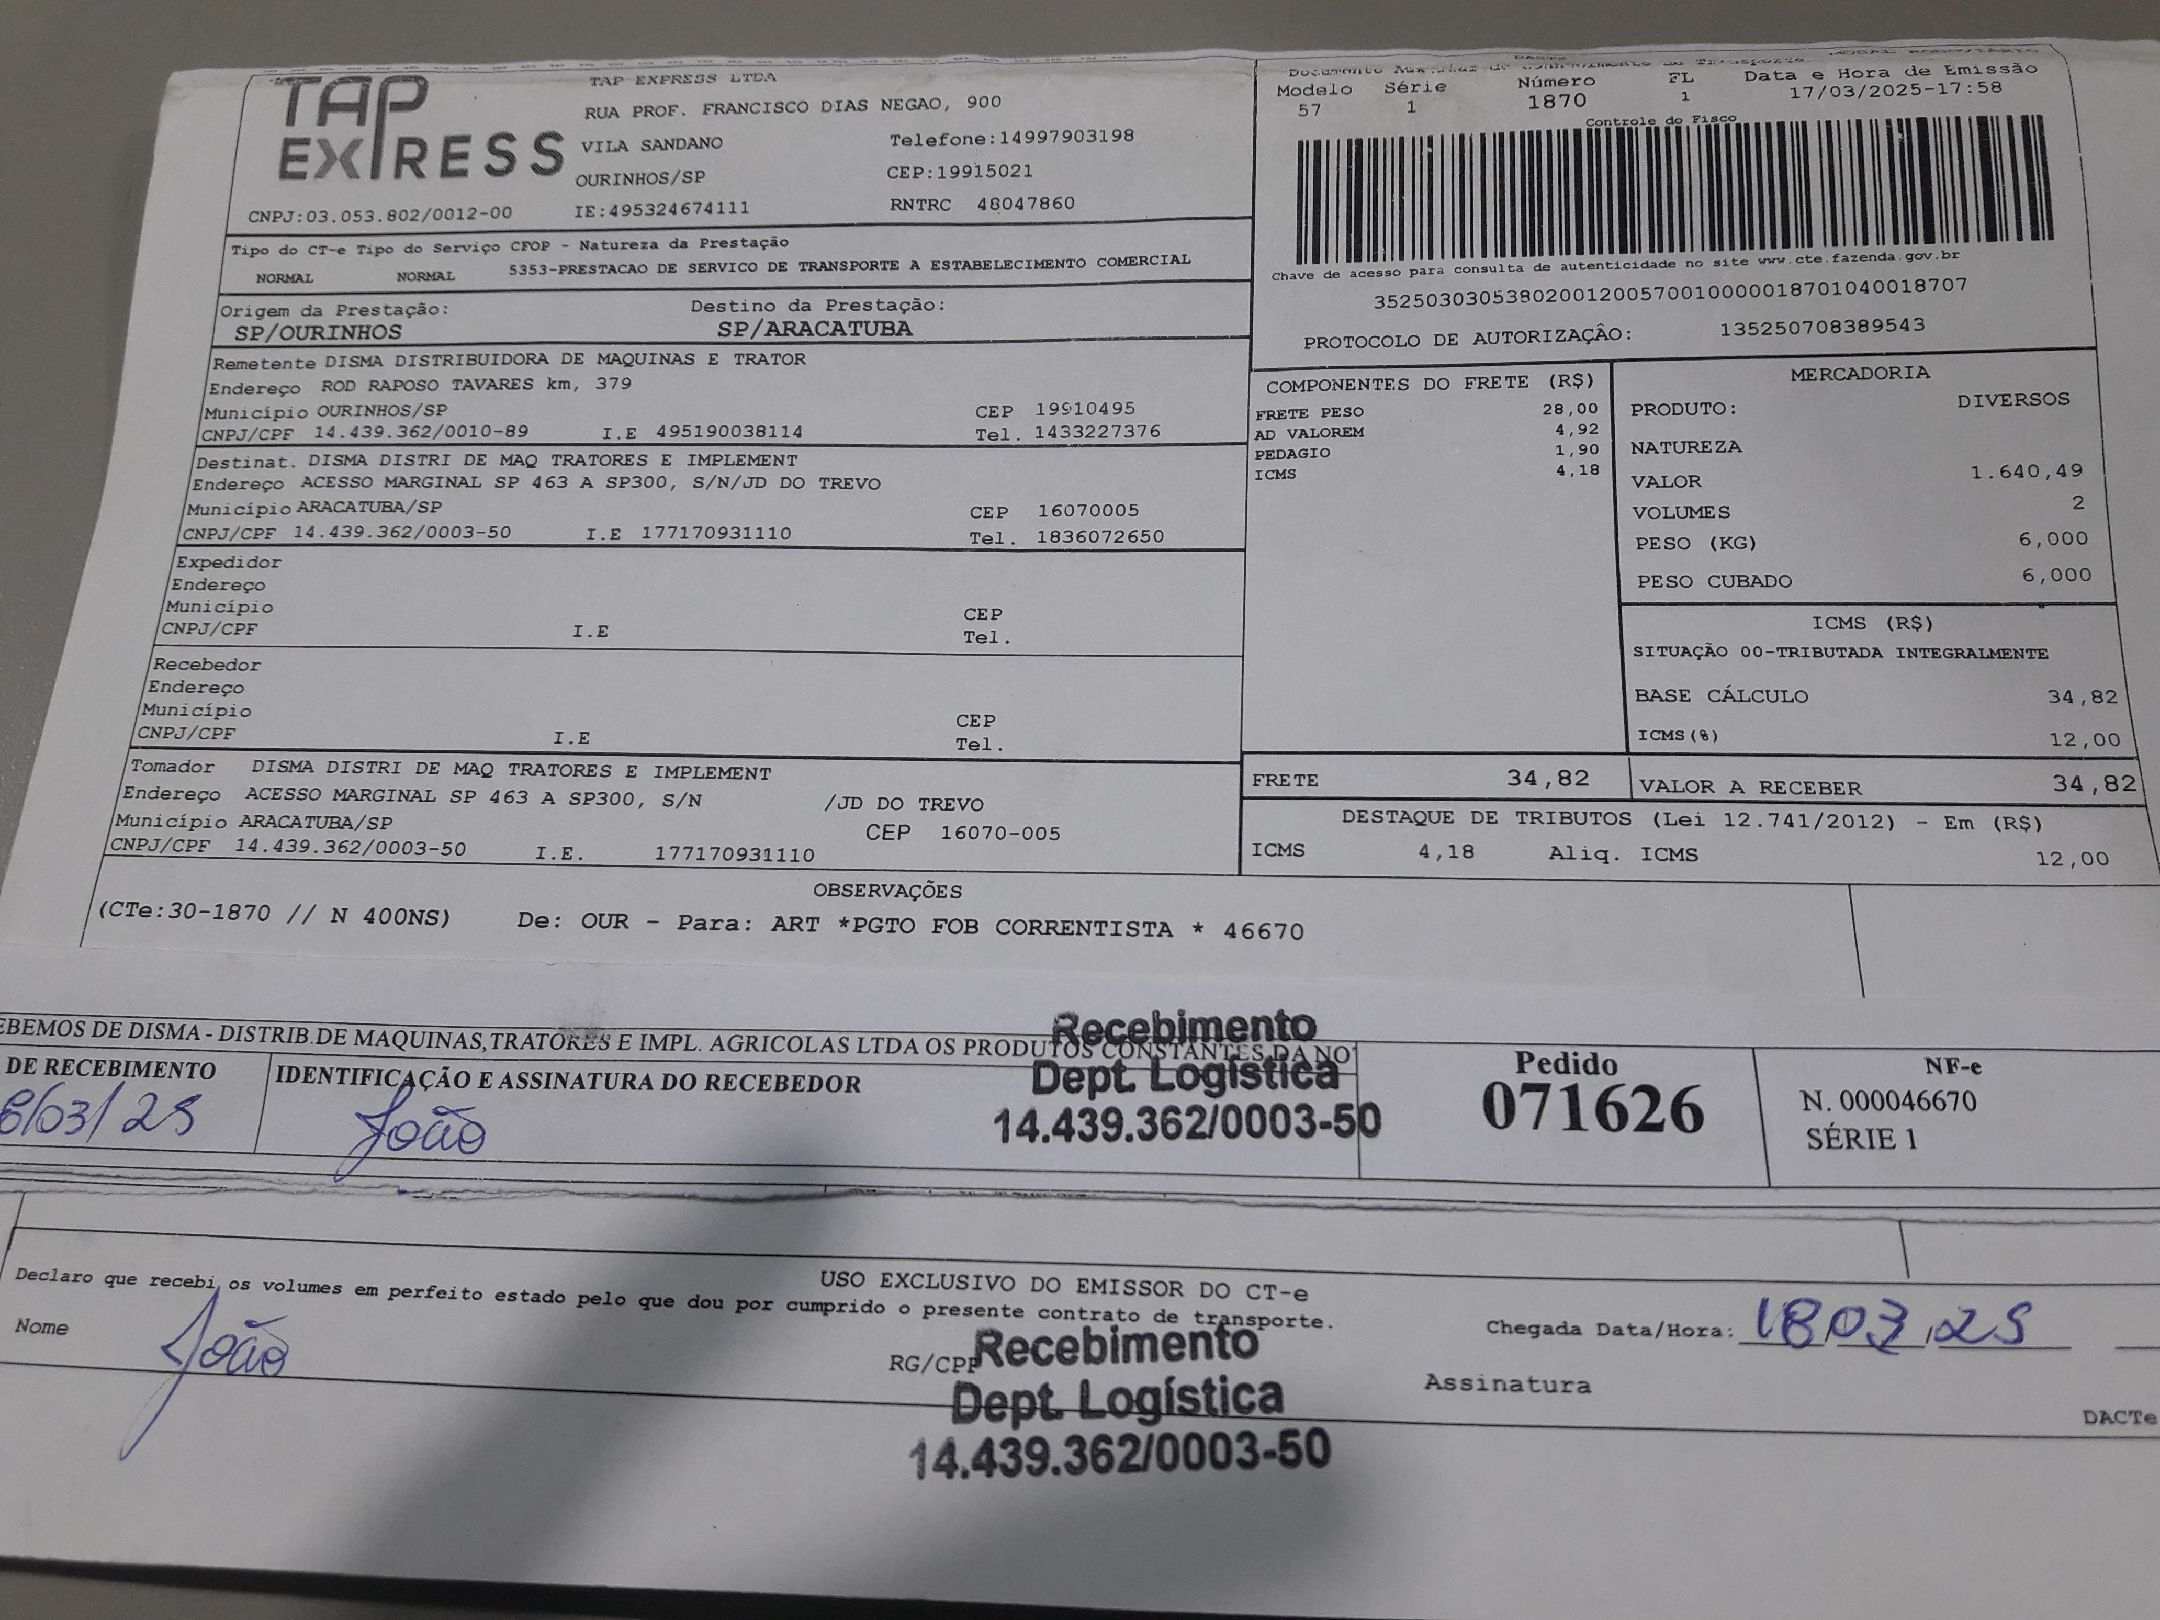 TAP EXPRESS
TAP EXPRESS LTDA
RUA PROF. FRANCISCO DIAS NEGAO, 900
VILA SANDANO Telefone:14997903198
OURINHOS/SP CEP:19915021
CNPJ:03.053.802/0012-00 IE:495324674111 RNTRC 48047860
Modelo Série Número FL Data e Hora de Emissão
57 1 1870 1 17/03/2025-17:58
Controle do Fisco
Chave de acesso para consulta de autenticidade no site www.cte.fazenda.gov.br
35250303053802001200570010000018701040018707
PROTOCOLO DE AUTORIZAÇÃO: 135250708389543
Tipo do CT-e Tipo do Serviço CFOP - Natureza da Prestação
NORMAL NORMAL 5353-PRESTACAO DE SERVICO DE TRANSPORTE A ESTABELECIMENTO COMERCIAL
Origem da Prestação: Destino da Prestação:
SP/OURINHOS SP/ARACATUBA
Remetente DISMA DISTRIBUIDORA DE MAQUINAS E TRATOR
Endereço ROD RAPOSO TAVARES km, 379
Município OURINHOS/SP CEP 19910495
CNPJ/CPF 14.439.362/0010-89 I.E 495190038114 Tel. 1433227376
Destinat. DISMA DISTRI DE MAQ TRATORES E IMPLEMENT
Endereço ACESSO MARGINAL SP 463 A SP300, S/N/JD DO TREVO
Município ARACATUBA/SP CEP 16070005
CNPJ/CPF 14.439.362/0003-50 I.E 177170931110 Tel. 1836072650
Expedidor
Endereço
Município CEP
CNPJ/CPF I.E Tel.
Recebedor
Endereço
Município CEP
CNPJ/CPF I.E Tel.
Tomador DISMA DISTRI DE MAQ TRATORES E IMPLEMENT
Endereço ACESSO MARGINAL SP 463 A SP300, S/N /JD DO TREVO
Município ARACATUBA/SP CEP 16070-005
CNPJ/CPF 14.439.362/0003-50 I.E. 177170931110
COMPONENTES DO FRETE (R$)
FRETE PESO 28,00
AD VALOREM 4,92
PEDAGIO 1,90
ICMS 4,18
MERCADORIA
PRODUTO: DIVERSOS
NATUREZA
VALOR 1.640,49
VOLUMES 2
PESO (KG) 6,000
PESO CUBADO 6,000
ICMS (R$)
SITUAÇÃO 00-TRIBUTADA INTEGRALMENTE
BASE CÁLCULO 34,82
ICMS(%) 12,00
FRETE 34,82 VALOR A RECEBER 34,82
DESTAQUE DE TRIBUTOS (Lei 12.741/2012) - Em (R$)
ICMS 4,18 Aliq. ICMS 12,00
OBSERVAÇÕES
(CTe:30-1870 // N 400NS) De: OUR - Para: ART *PGTO FOB CORRENTISTA * 46670
EBEMOS DE DISMA - DISTRIB.DE MAQUINAS,TRATORES E IMPL. AGRICOLAS LTDA OS PRODUTOS CONSTANTES DA NO
DE RECEBIMENTO IDENTIFICAÇÃO E ASSINATURA DO RECEBEDOR
8/03/25 João
Recebimento
Dept. Logística
14.439.362/0003-50
Pedido
071626
NF-e
N. 000046670
SÉRIE 1
USO EXCLUSIVO DO EMISSOR DO CT-e
Declaro que recebi os volumes em perfeito estado pelo que dou por cumprido o presente contrato de transporte.
Nome João RG/CPF Chegada Data/Hora: 18 03 25
Assinatura
Recebimento
Dept. Logística
14.439.362/0003-50
DACTe